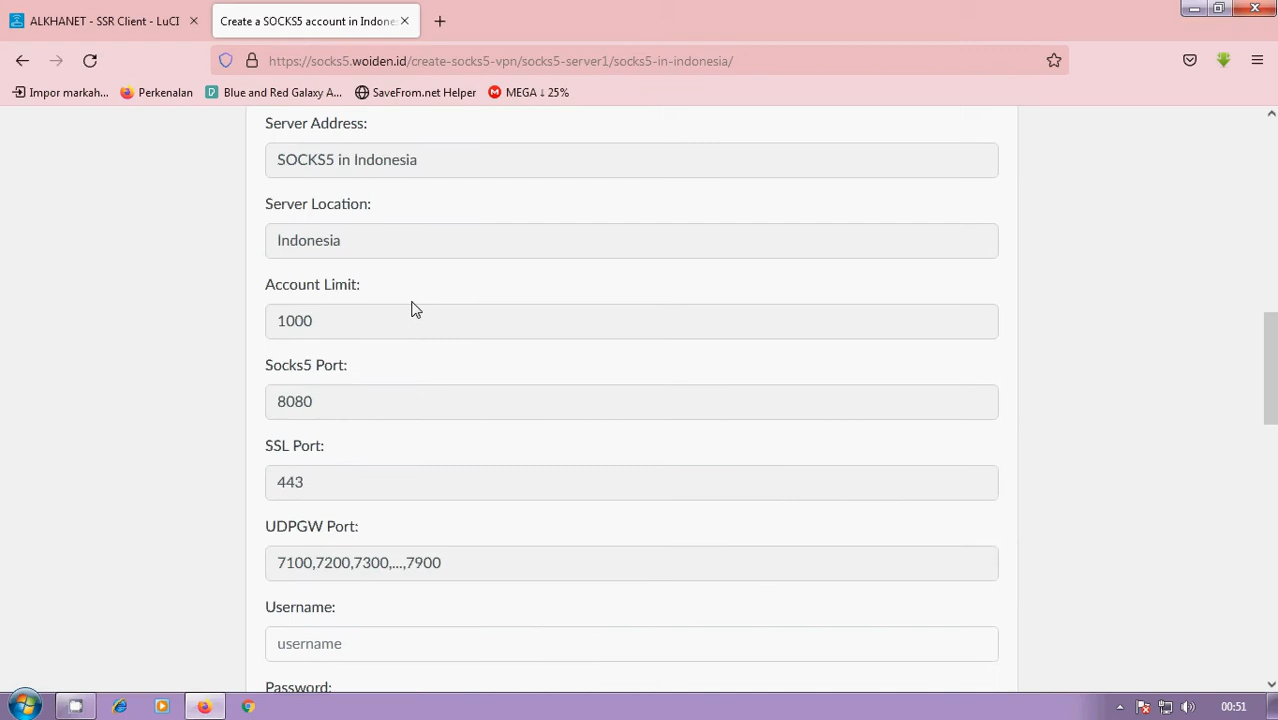 ALKHANET - SSR Client - LuCI
Create a SOCKS5 account in Indone
https://socks5.woiden.id/create-socks5-vpn/socks5-server1/socks5-in-indonesia/
Impor markah...
Perkenalan
Blue and Red Galaxy A...
SaveFrom.net Helper
MEGA ↓ 25%
Server Address:
SOCKS5 in Indonesia
Server Location:
Indonesia
Account Limit:
1000
Socks5 Port:
8080
SSL Port:
443
UDPGW Port:
7100,7200,7300,...,7900
Username:
username
Password:
00:51